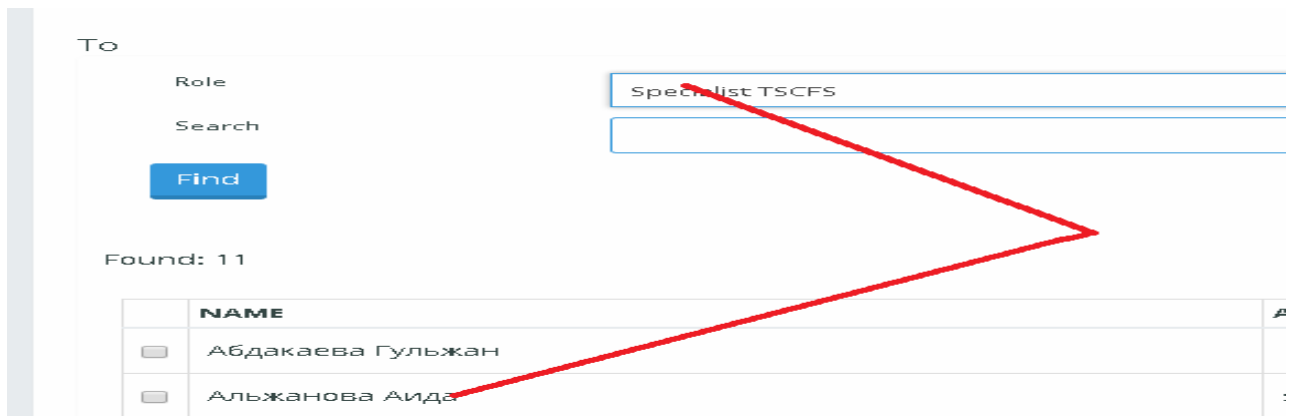 To
Role
Specialist TSCFS
Search
Find
Found: 11
NAME
Абдакаева Гульжан
Альжанова Аида